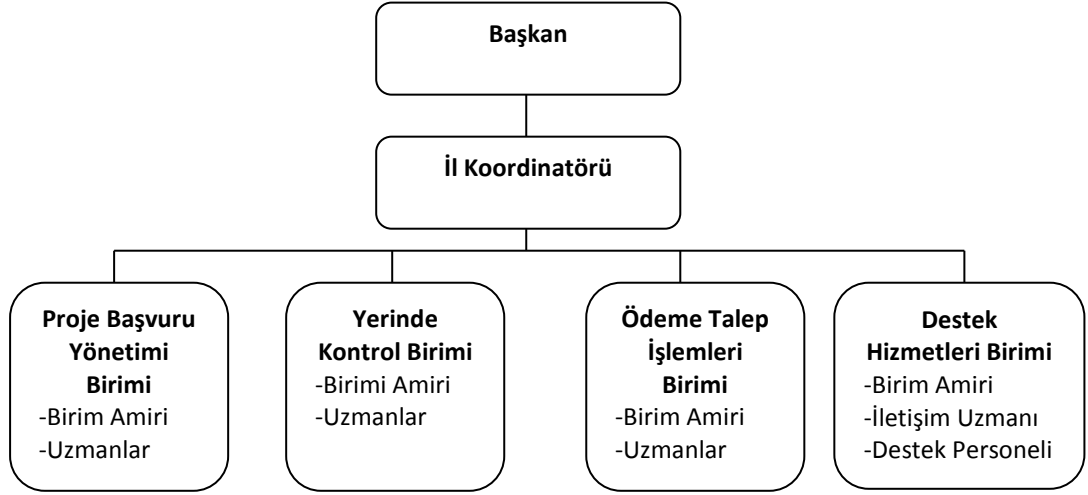 Başkan
İl Koordinatörü
Proje Başvuru
Yönetimi
Birimi
-Birim Amiri
-Uzmanlar
Yerinde
Kontrol Birimi
-Birimi Amiri
-Uzmanlar
Ödeme Talep
İşlemleri
Birimi
-Birim Amiri
-Uzmanlar
Destek
Hizmetleri Birimi
-Birim Amiri
-İletişim Uzmanı
-Destek Personeli